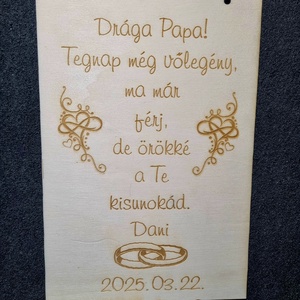 Drága Papa!
Tegnap még vőlegény,
ma már
férj,
de örökké
a Te
kisunokád.
Dani
2025.03.22.